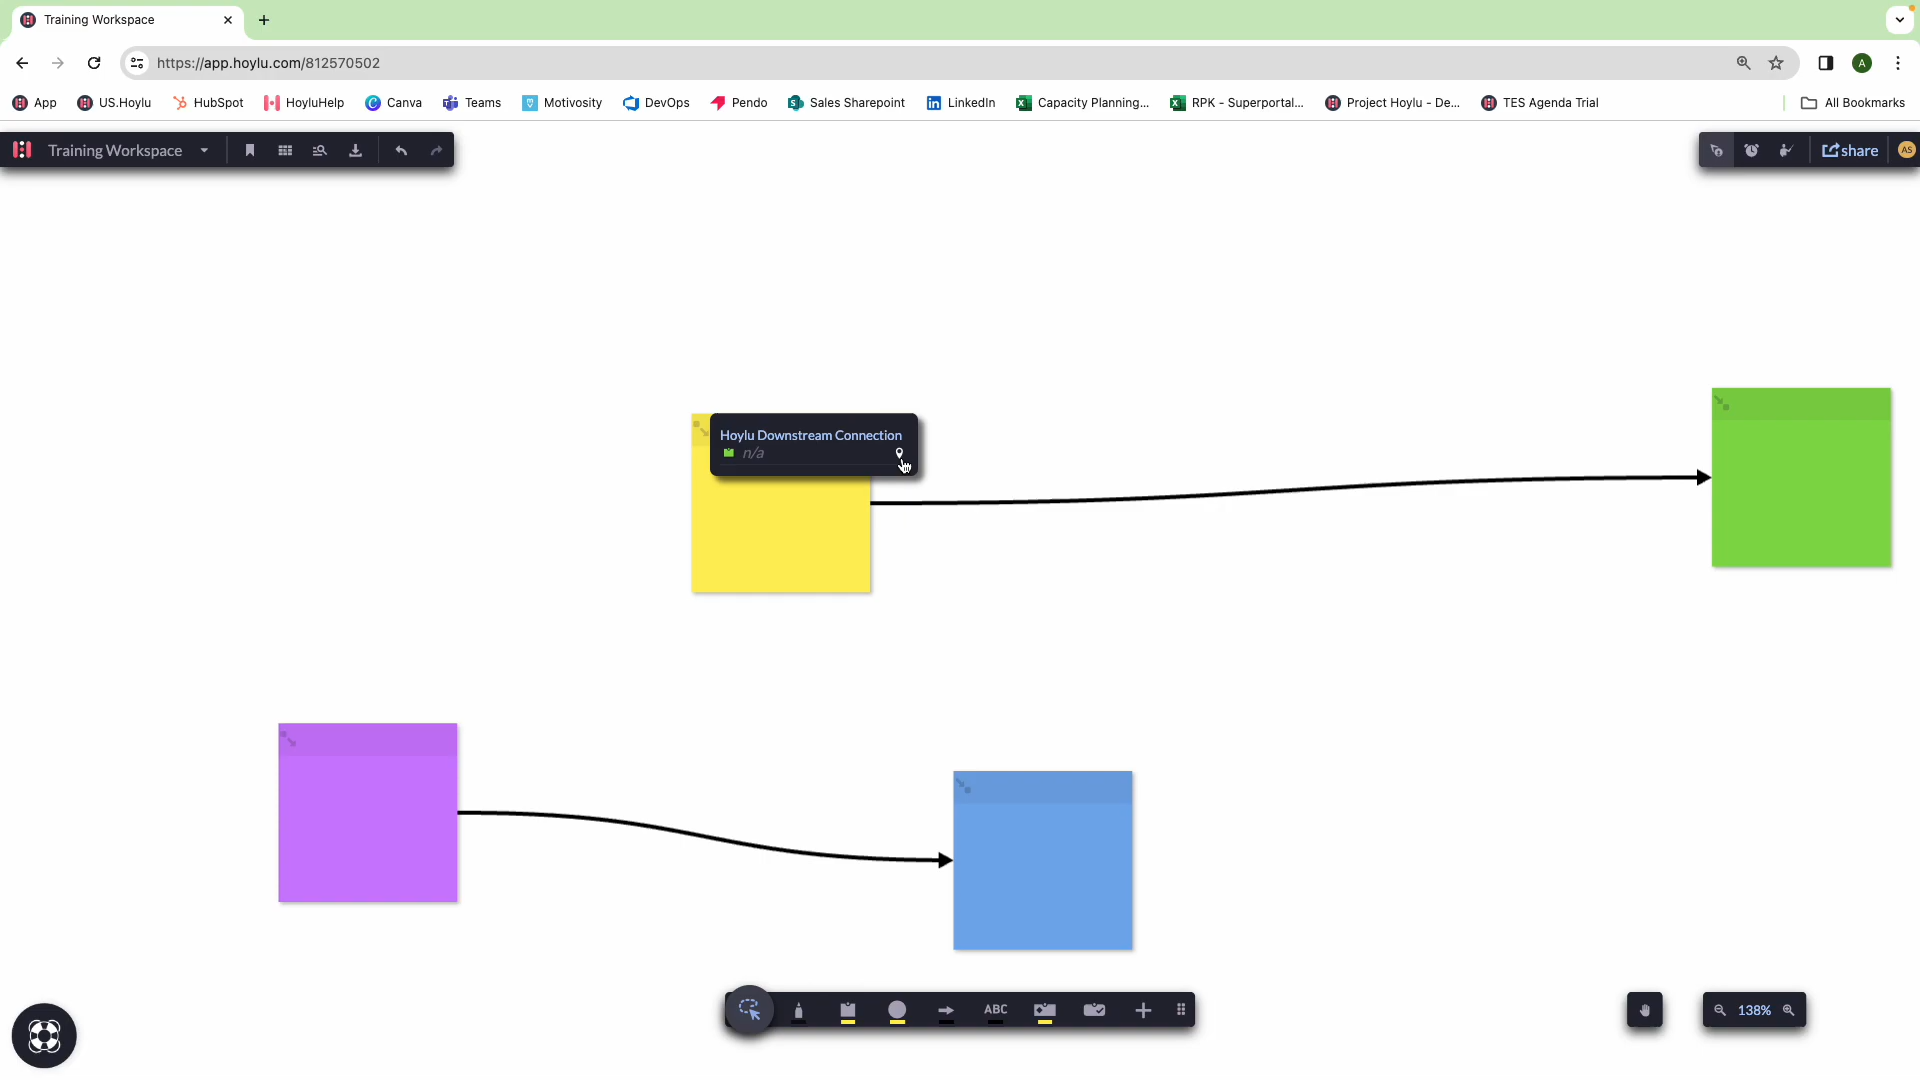 Training Workspace
https://app.hoylu.com/812570502
A
App
US.Hoylu
HubSpot
HoyluHelp
Canva
Teams
Motivosity
DevOps
Pendo
Sales Sharepoint
LinkedIn
Capacity Planning...
RPK - Superportal...
Project Hoylu - De...
TES Agenda Trial
All Bookmarks
Training Workspace
share
AS
Hoylu Downstream Connection
n/a
ABC
138%